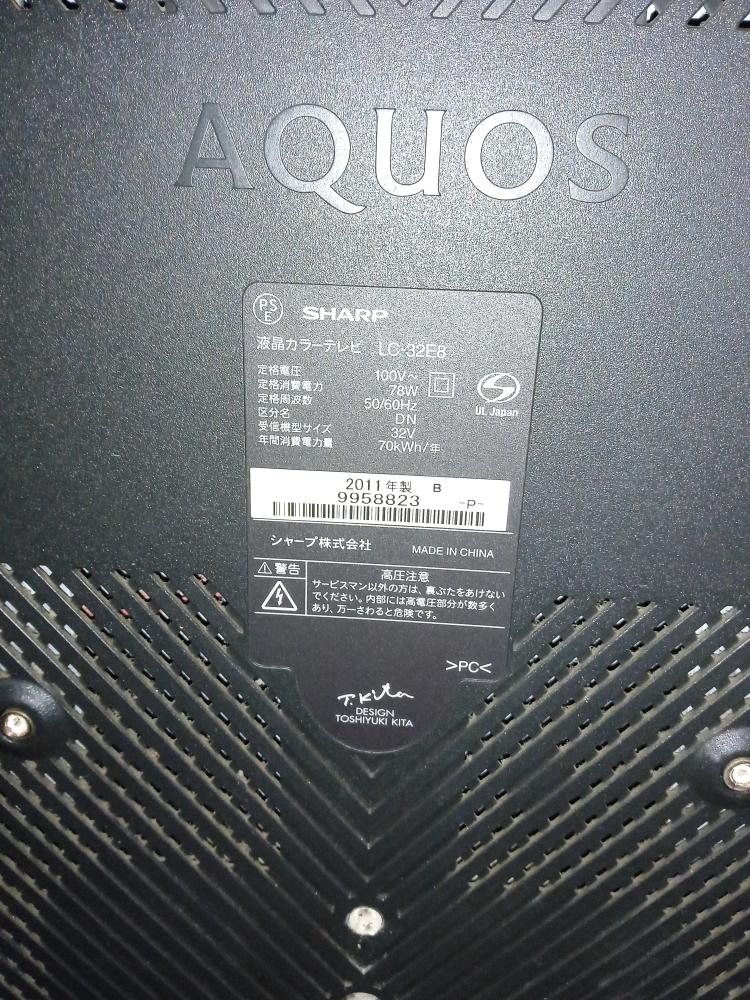 AQUOS
PS
E
SHARP
液晶カラーテレビ LC-32E8
定格電圧 100V～
定格消費電力 78W
定格周波数 50/60Hz
区分名 DN
受信機型サイズ 32V
年間消費電力量 70kWh/年
S
UL Japan
2011年製 B
9958823 -P-
シャープ株式会社 MADE IN CHINA
警告
高圧注意
サービスマン以外の方は、裏ぶたをあけない
でください。内部には高電圧部分が数多く
あり、万一さわると危険です。
>PC<
T. Kita
DESIGN
TOSHIYUKI KITA